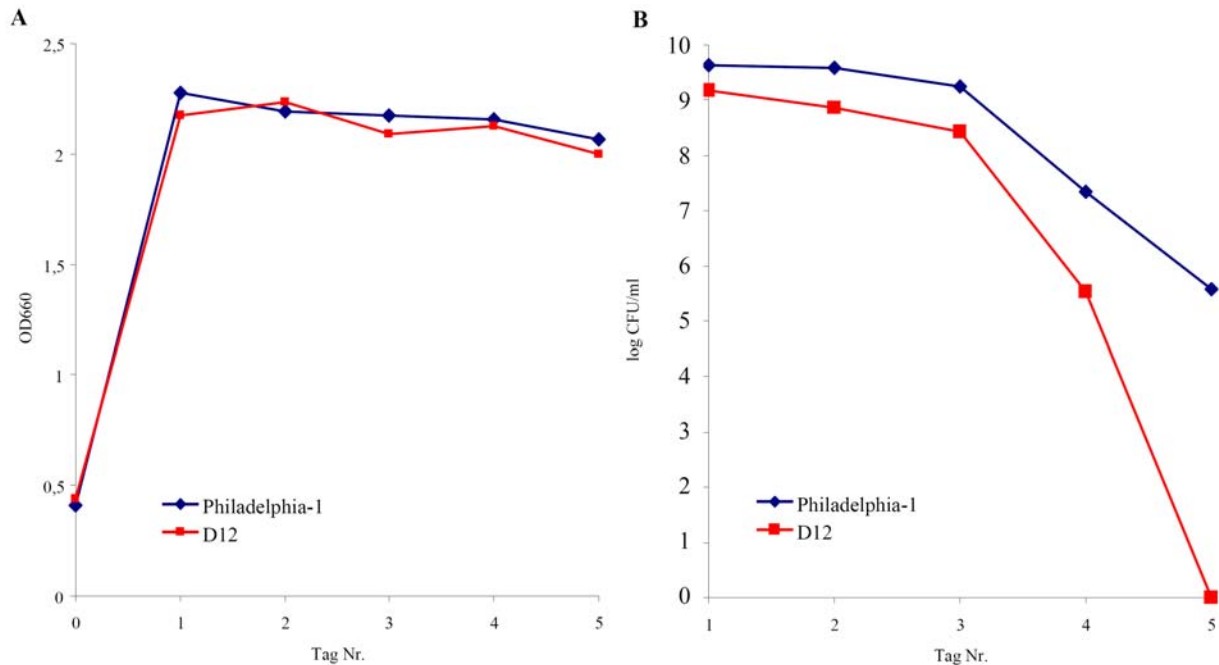 A
2,5
2
1,5
1
0,5
0
OD660
Philadelphia-1
D12
0 1 2 3 4 5
Tag Nr.
B
10
9
8
7
6
5
4
3
2
1
0
log CFU/ml
Philadelphia-1
D12
1 2 3 4 5
Tag Nr.